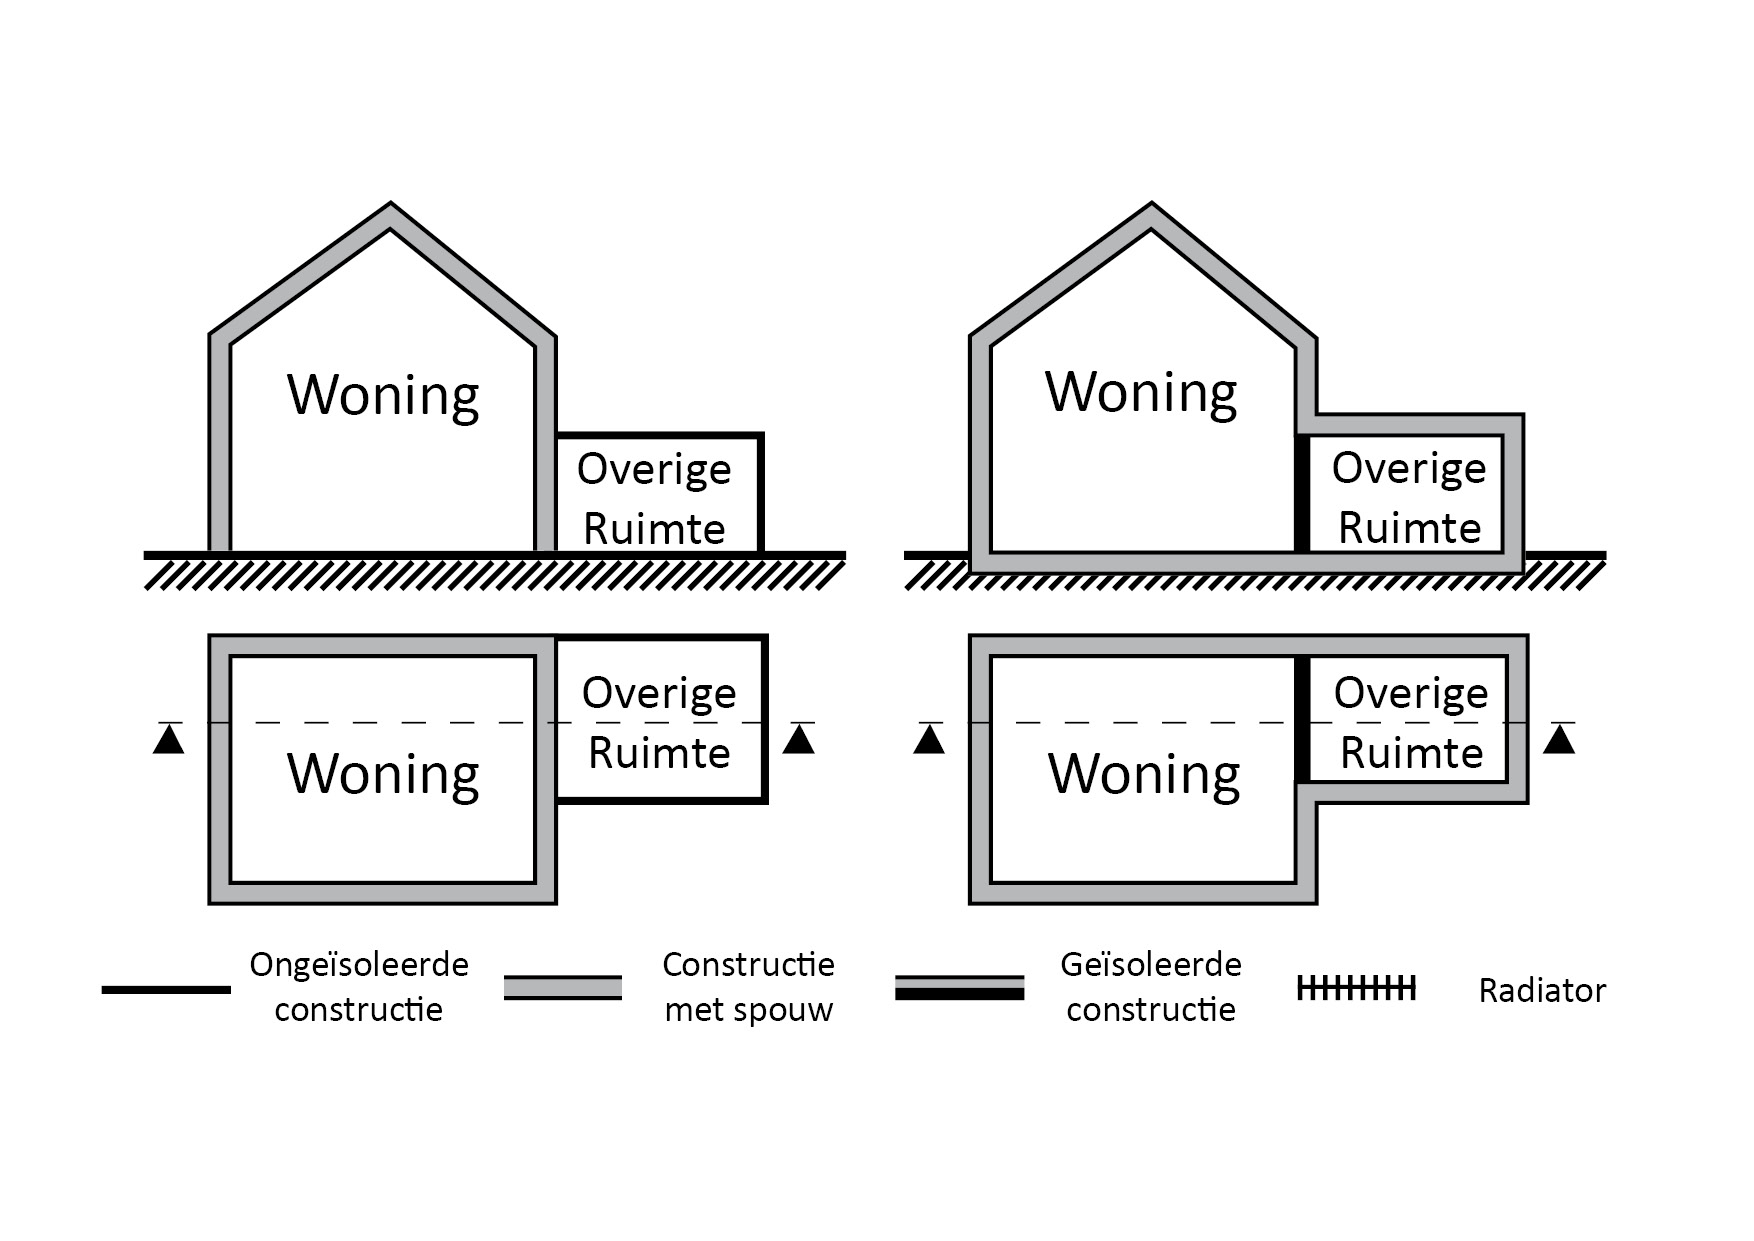 Woning
Overige
Ruimte
Woning
Overige
Ruimte
Overige
Ruimte
Woning
Overige
Ruimte
Woning
Ongeïsoleerde
constructie
Constructie
met spouw
Geïsoleerde
constructie
Radiator